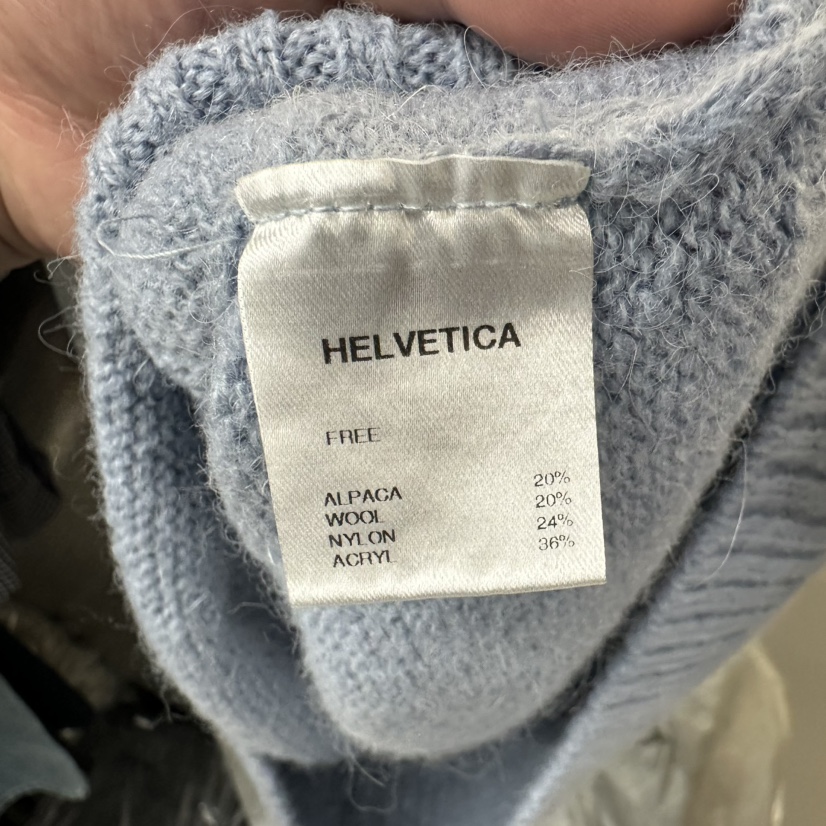 HELVETICA
FREE
ALPACA 20%
WOOL 20%
NYLON 24%
ACRYL 36%